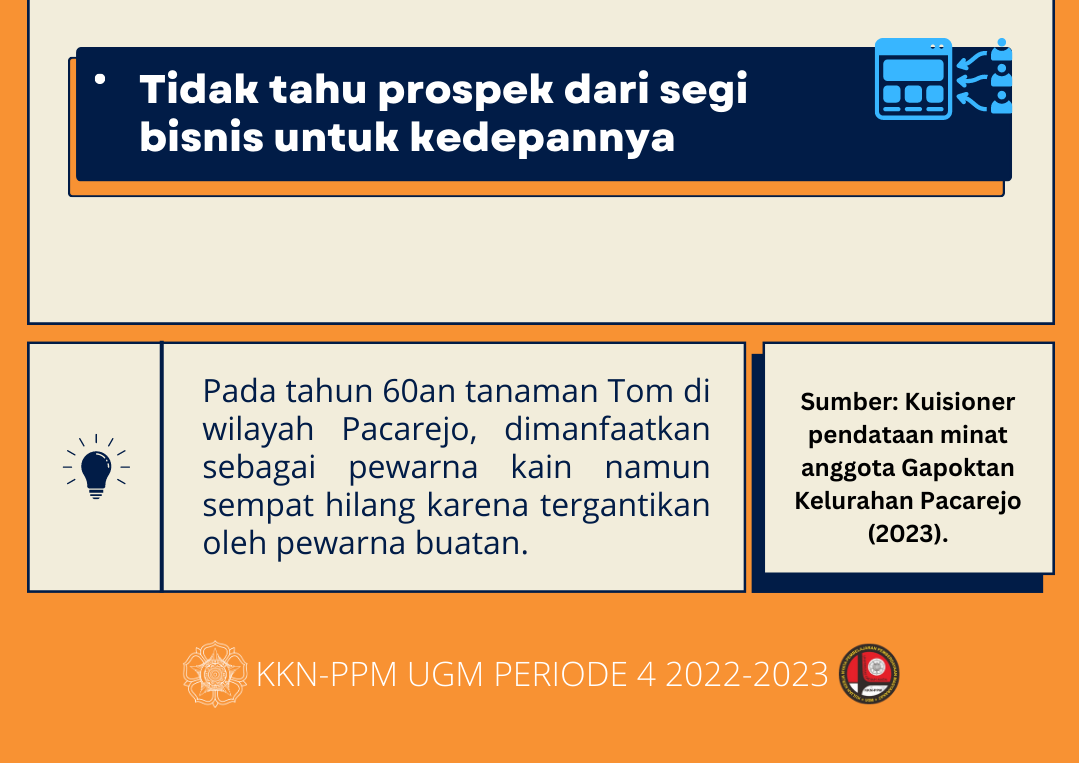 • Tidak tahu prospek dari segi
bisnis untuk kedepannya
Pada tahun 60an tanaman Tom di
wilayah Pacarejo, dimanfaatkan
sebagai pewarna kain namun
sempat hilang karena tergantikan
oleh pewarna buatan.
Sumber: Kuisioner
pendataan minat
anggota Gapoktan
Kelurahan Pacarejo
(2023).
KKN-PPM UGM PERIODE 4 2022-2023